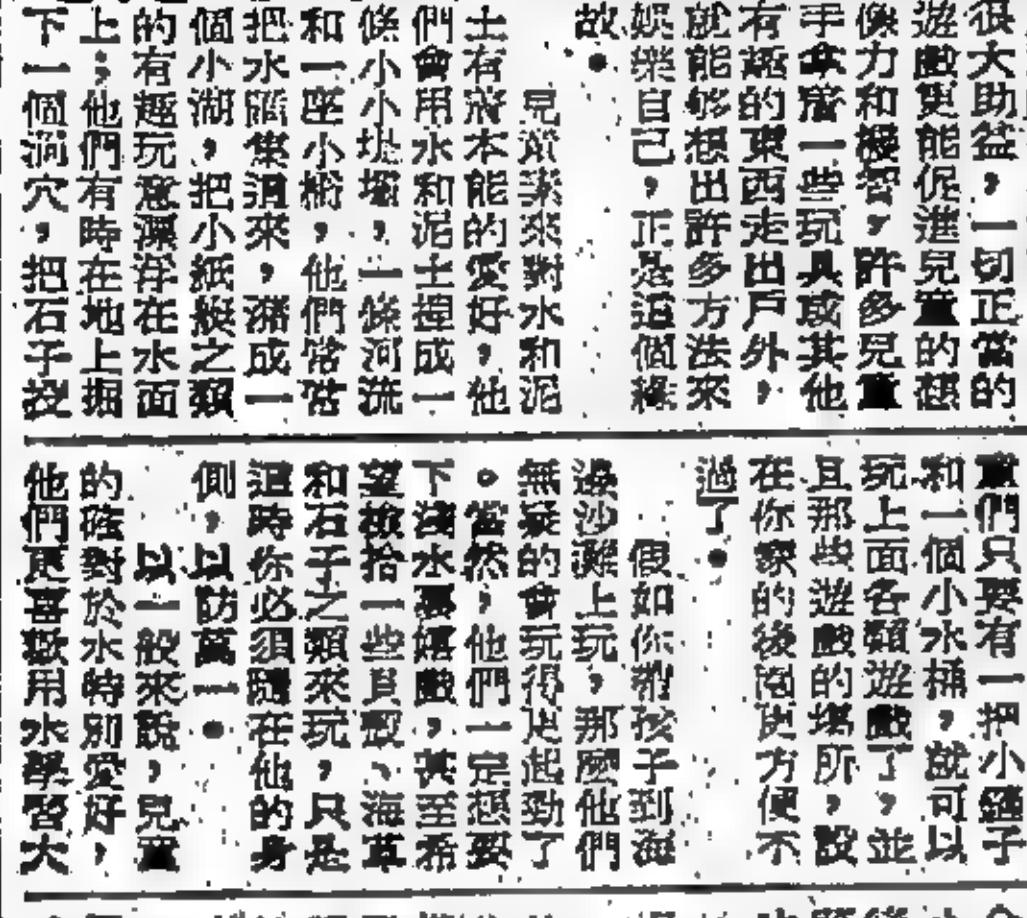 很大助益，一切正當的
遊戲更能促進兒童的想
像力和機智，許多兒童
手拿着一些玩具或其他
有趣的東西走出戶外，
就能够想出許多方法來
娛樂自己，正是這個緣
故。
兒童業來對水和泥
土有着本能的愛好，他
們會用水和泥土捏成一
條小小堤壩，一條河流
和一座小橋，他們常常
把水匯集過來，漲成一
個小湖，把小紙艇之類
的有趣玩意漂浮在水面
上；他們有時在地上掘
下一個渦穴，把石子投
童們只要有一把小鏟子
和一個小水桶，就可以
玩上面各類遊戲了，並
且那些遊戲的場所，設
在你家的後園更方便不
過了。
假如你帶孩子到海
邊沙灘上玩，那麼他們
無疑的會玩得更起勁了
。當然，他們一定想要
下淺水裏嬉戲，甚至希
望檢拾一些貝殼、海草
和石子之類來玩，只是
這時你必須隨在他的身
側，以防萬一。
以一般來說，兒童
的確對於水特別愛好，
他們更喜歡用水學習大